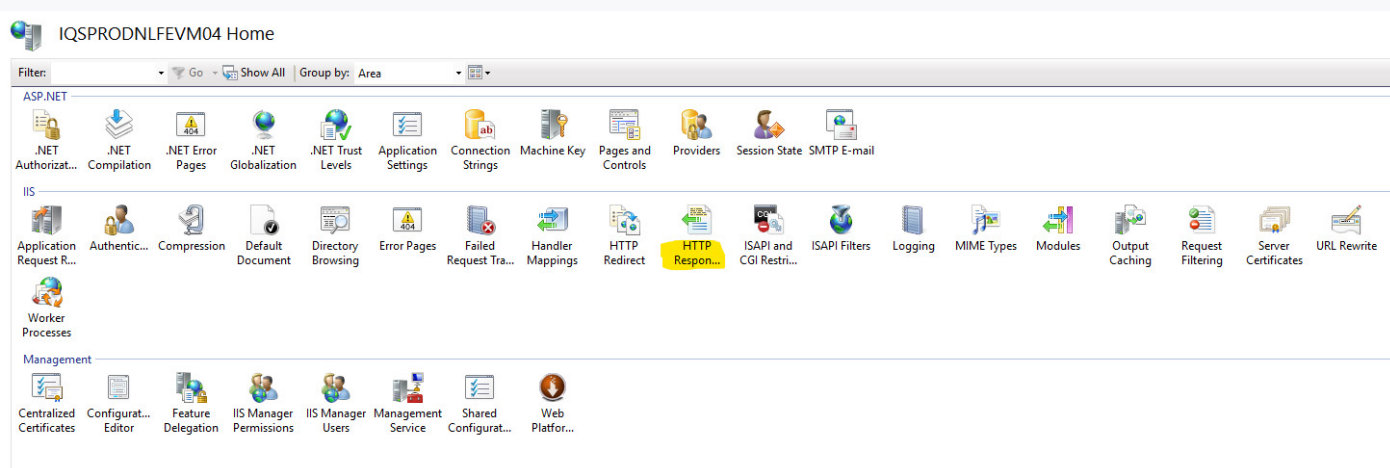 IQSPRODNLFEVM04 Home
Filter: Go Show All Group by: Area
ASP.NET
.NET Authorizat... .NET Compilation .NET Error Pages .NET Globalization .NET Trust Levels Application Settings Connection Strings Machine Key Pages and Controls Providers Session State SMTP E-mail
IIS
Application Request R... Authentic... Compression Default Document Directory Browsing Error Pages Failed Request Tra... Handler Mappings HTTP Redirect HTTP Respon... ISAPI and CGI Restri... ISAPI Filters Logging MIME Types Modules Output Caching Request Filtering Server Certificates URL Rewrite
Worker Processes
Management
Centralized Certificates Configurat... Editor Feature Delegation IIS Manager Permissions IIS Manager Users Management Service Shared Configurat... Web Platfor...